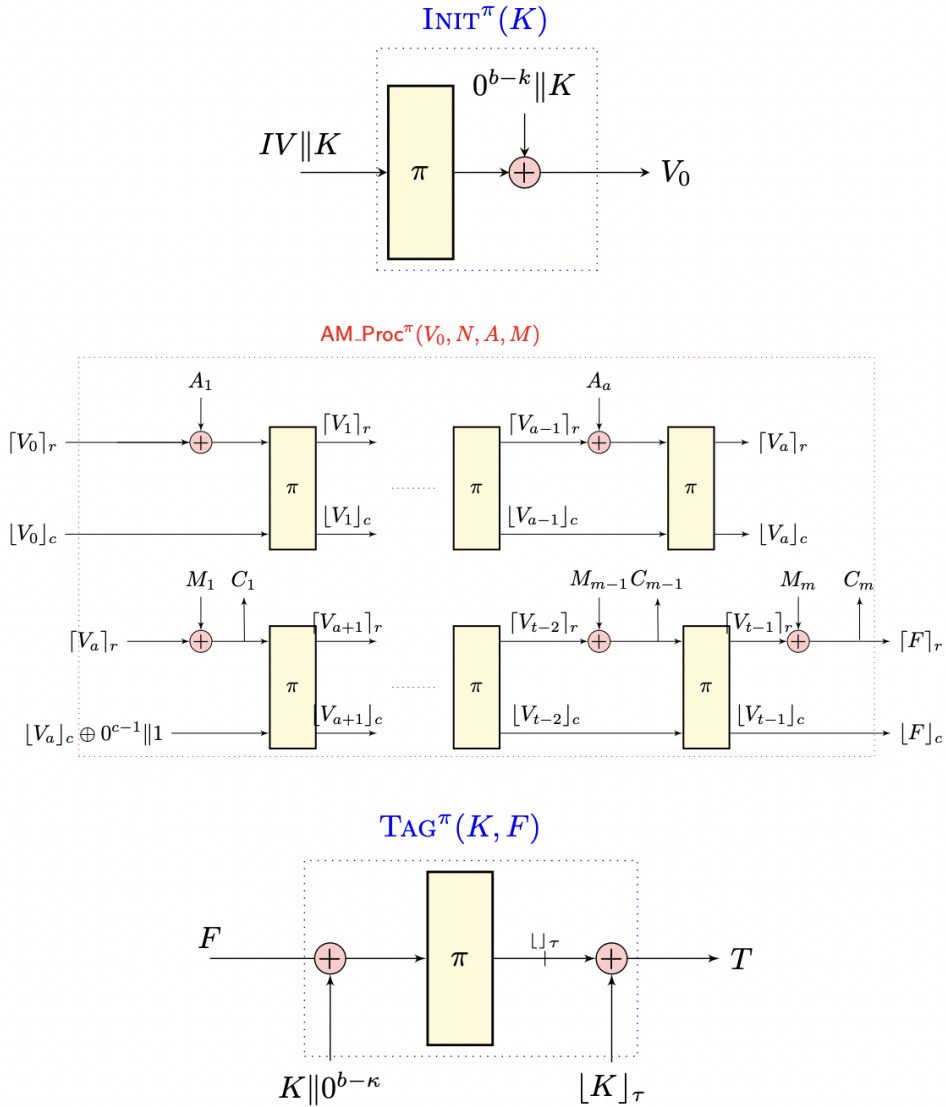 INIT^π(K)
0^{b−k}‖K
IV‖K
π
V_0
AM_Proc^π(V_0, N, A, M)
A_1
A_a
⌈V_0⌉_r
⌈V_1⌉_r
⌈V_{a−1}⌉_r
⌈V_a⌉_r
π
........
π
π
⌊V_0⌋_c
⌊V_1⌋_c
⌊V_{a−1}⌋_c
⌊V_a⌋_c
M_1 C_1
M_{m−1} C_{m−1}
M_m
C_m
⌈V_a⌉_r
⌈V_{a+1}⌉_r
⌈V_{t−2}⌉_r
⌈V_{t−1}⌉_r
⌈F⌉_r
π
........
π
π
⌊V_a⌋_c ⊕ 0^{c−1}‖1
⌊V_{a+1}⌋_c
⌊V_{t−2}⌋_c
⌊V_{t−1}⌋_c
⌊F⌋_c
TAG^π(K, F)
F
π
⌊⌋_τ
T
K‖0^{b−κ}
⌊K⌋_τ